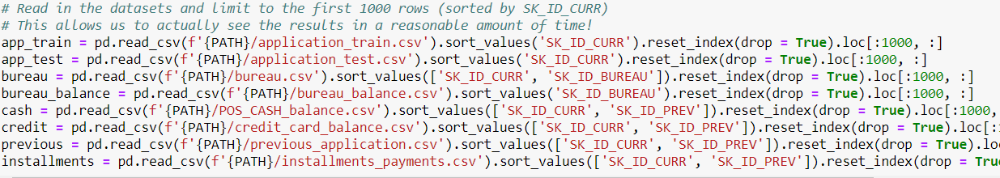 # Read in the datasets and limit to the first 1000 rows (sorted by SK_ID_CURR)
# This allows us to actually see the results in a reasonable amount of time!
app_train = pd.read_csv(f'{PATH}/application_train.csv').sort_values('SK_ID_CURR').reset_index(drop = True).loc[:1000, :]
app_test = pd.read_csv(f'{PATH}/application_test.csv').sort_values('SK_ID_CURR').reset_index(drop = True).loc[:1000, :]
bureau = pd.read_csv(f'{PATH}/bureau.csv').sort_values(['SK_ID_CURR', 'SK_ID_BUREAU']).reset_index(drop = True).loc[:1000, :]
bureau_balance = pd.read_csv(f'{PATH}/bureau_balance.csv').sort_values('SK_ID_BUREAU').reset_index(drop = True).loc[:1000, :]
cash = pd.read_csv(f'{PATH}/POS_CASH_balance.csv').sort_values(['SK_ID_CURR', 'SK_ID_PREV']).reset_index(drop = True).loc[:1000,
credit = pd.read_csv(f'{PATH}/credit_card_balance.csv').sort_values(['SK_ID_CURR', 'SK_ID_PREV']).reset_index(drop = True).loc[:
previous = pd.read_csv(f'{PATH}/previous_application.csv').sort_values(['SK_ID_CURR', 'SK_ID_PREV']).reset_index(drop = True).lo
installments = pd.read_csv(f'{PATH}/installments_payments.csv').sort_values(['SK_ID_CURR', 'SK_ID_PREV']).reset_index(drop = Tru